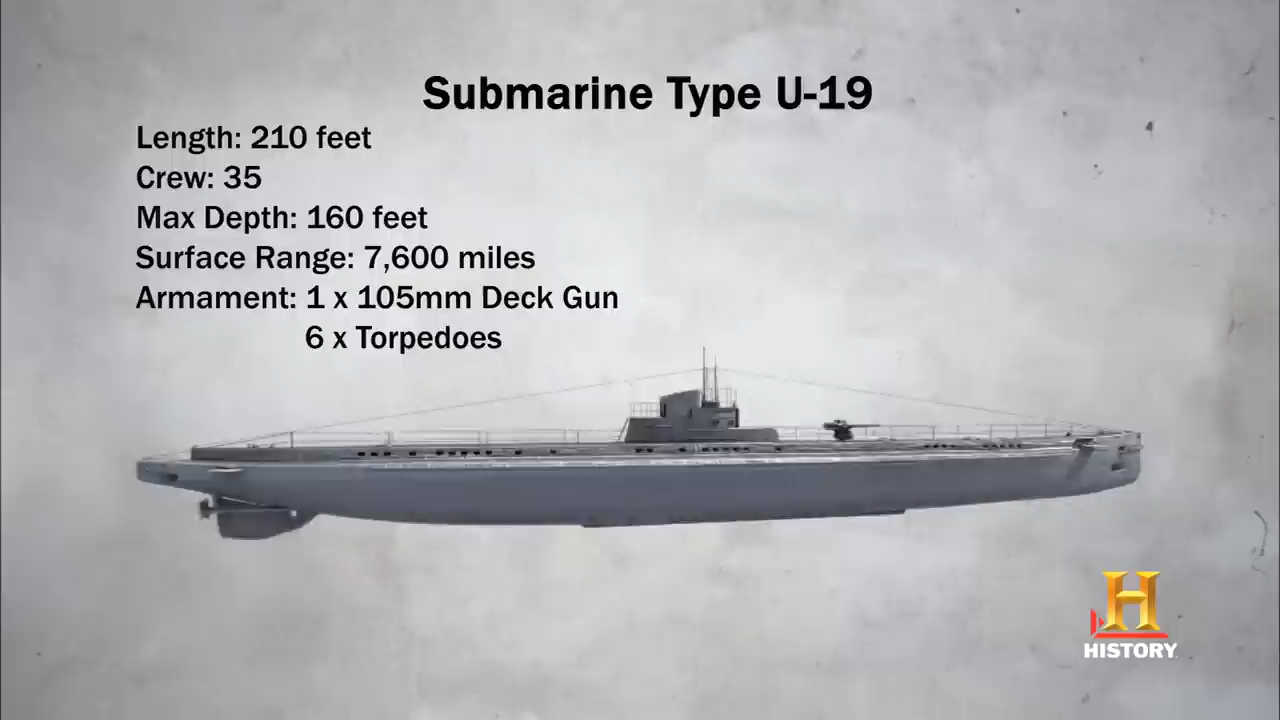 Submarine Type U-19
Length: 210 feet
Crew: 35
Max Depth: 160 feet
Surface Range: 7,600 miles
Armament: 1 x 105mm Deck Gun
6 x Torpedoes
H
HISTORY